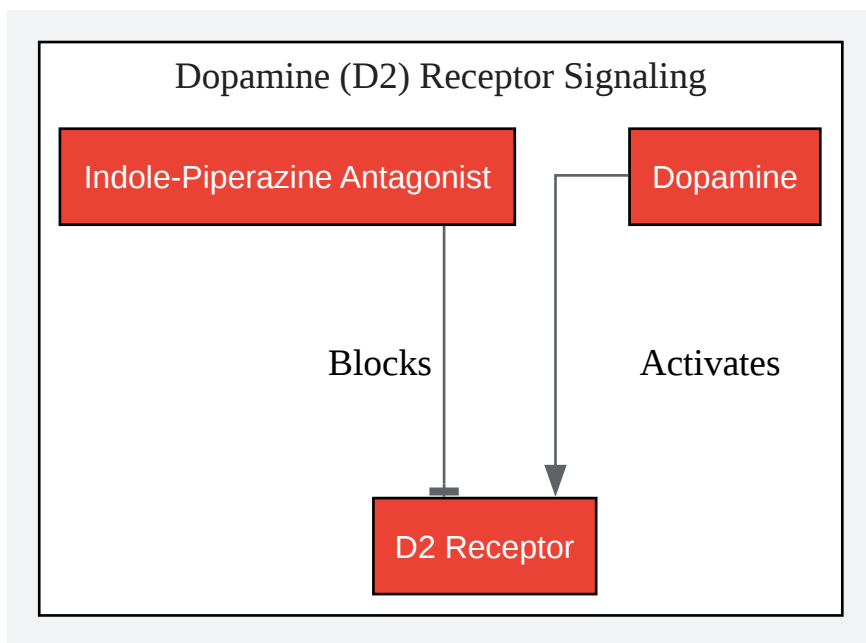 Dopamine (D2) Receptor Signaling
Indole-Piperazine Antagonist
Dopamine
Blocks
Activates
D2 Receptor